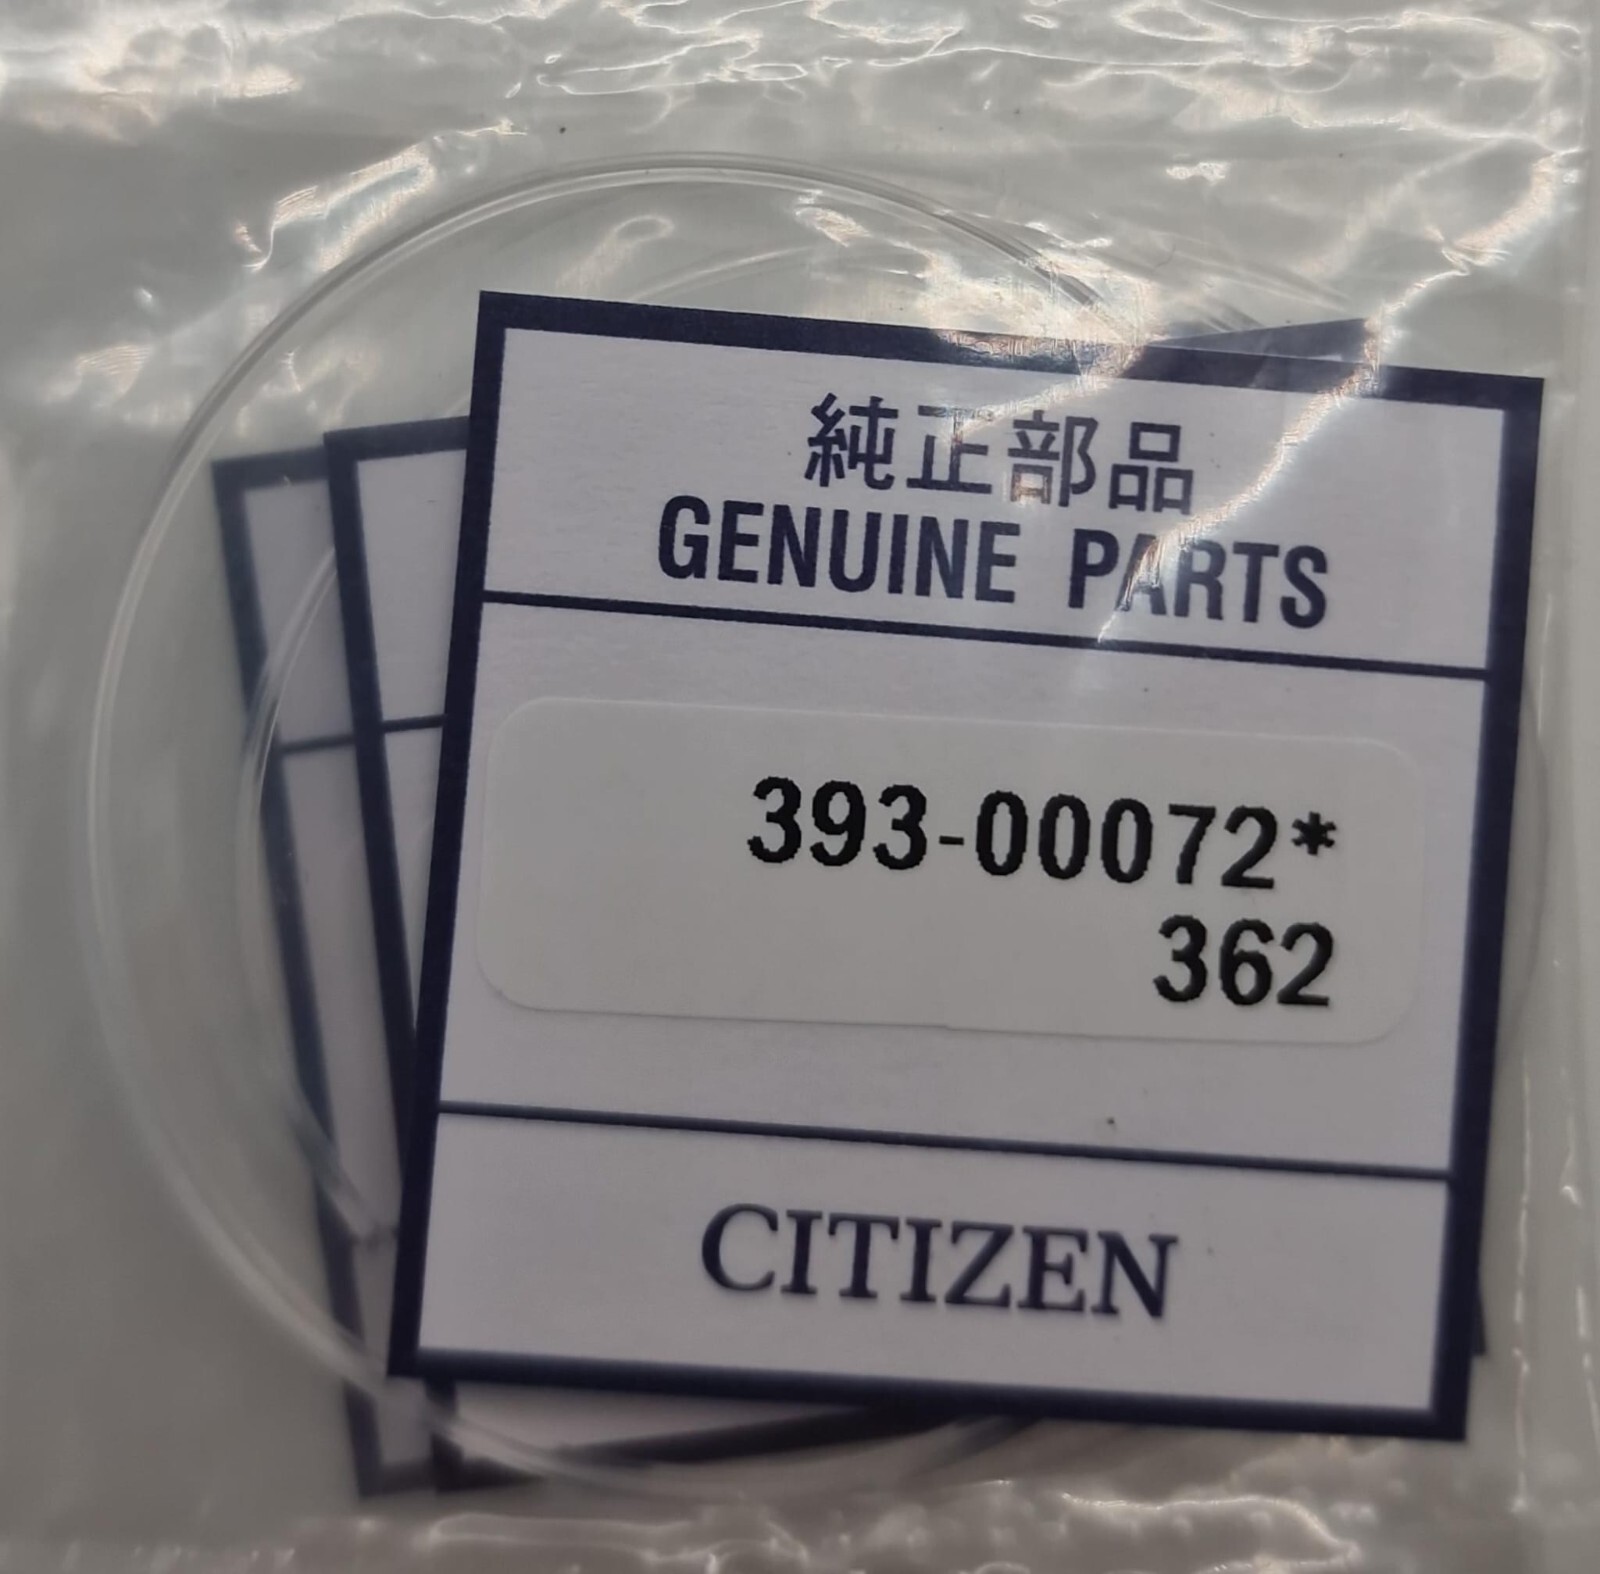 純正部品
GENUINE PARTS
393-00072*
362
CITIZEN